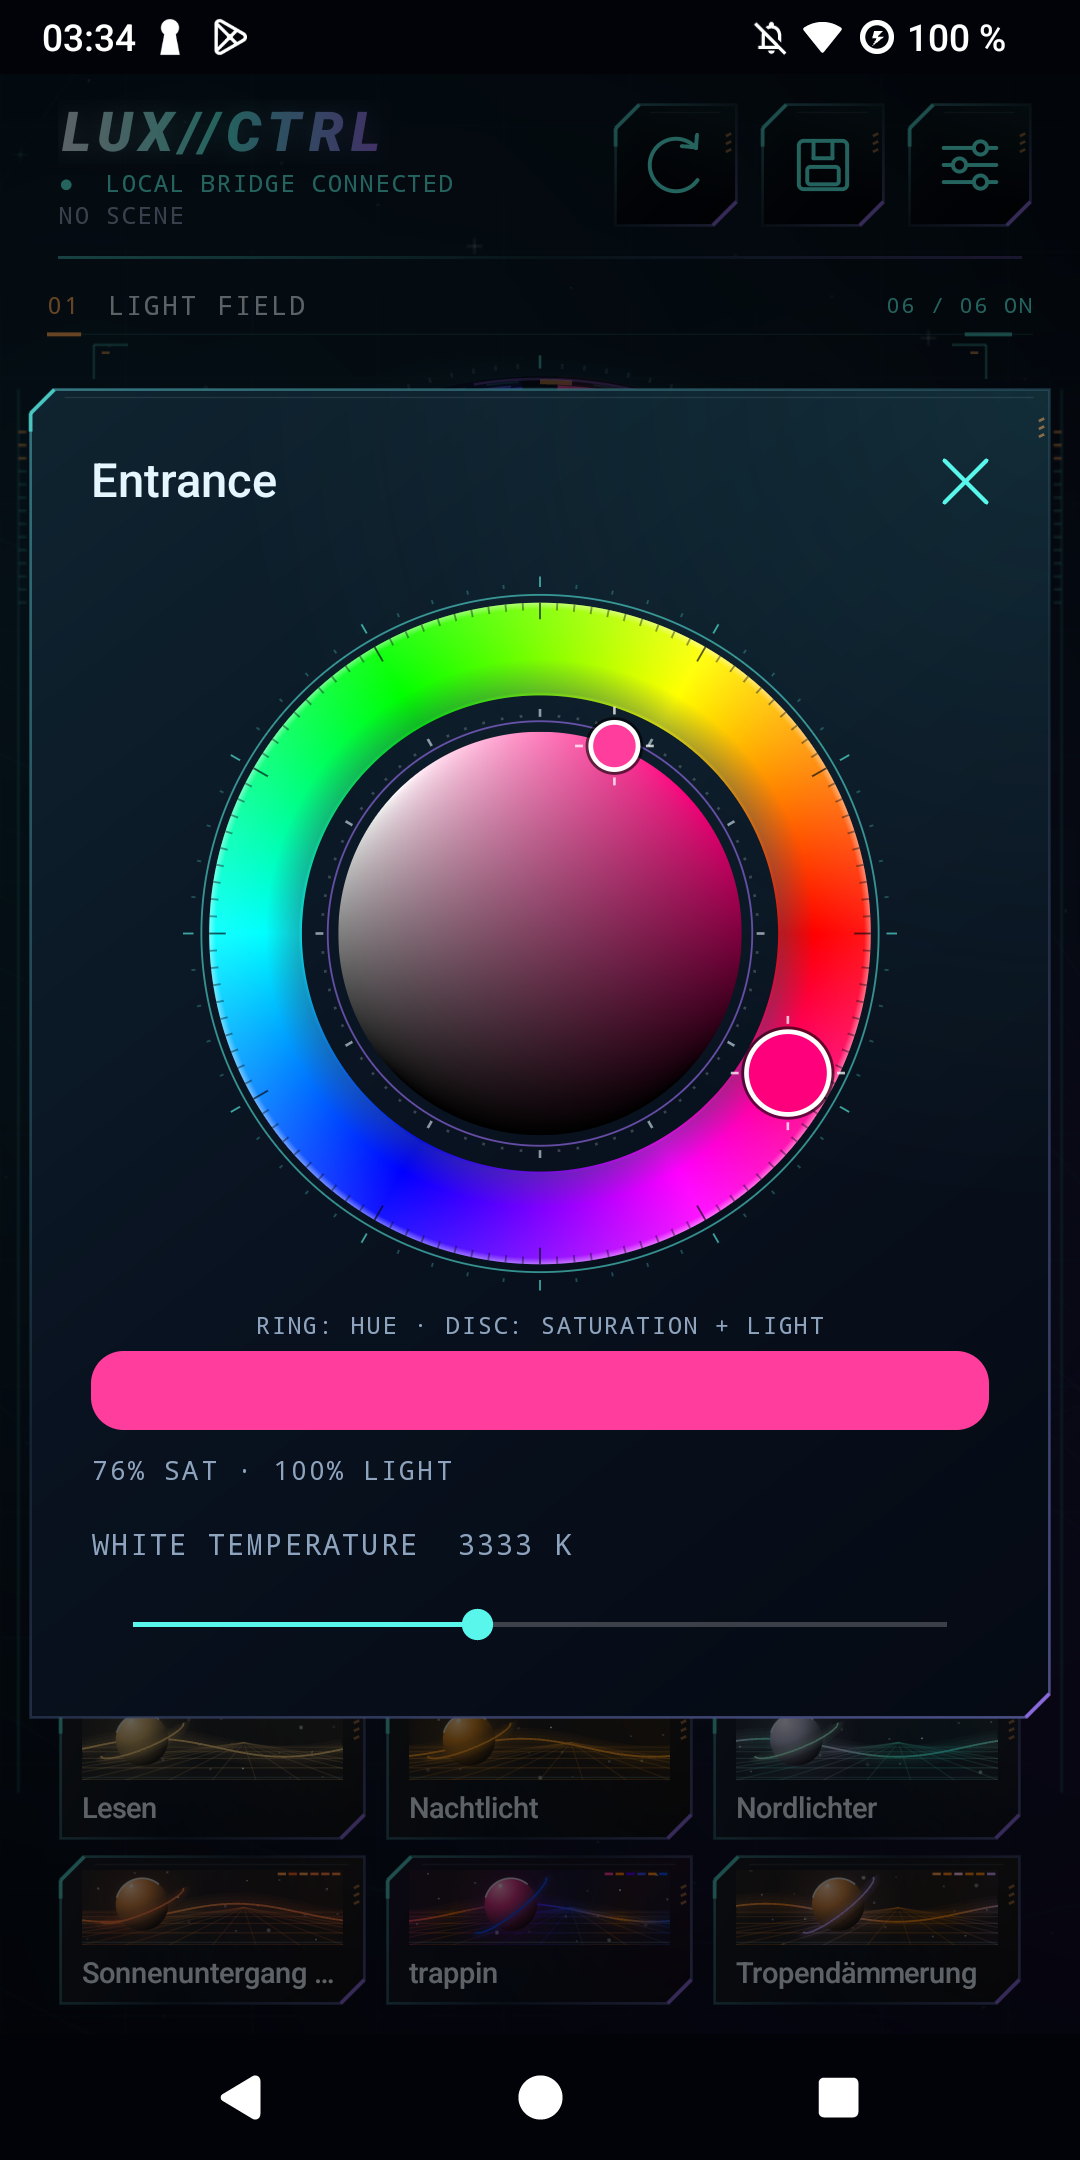 03:34
100 %
LUX//CTRL
● LOCAL BRIDGE CONNECTED
NO SCENE
01 LIGHT FIELD
06 / 06 ON
Entrance
RING: HUE · DISC: SATURATION + LIGHT
76% SAT · 100% LIGHT
WHITE TEMPERATURE 3333 K
Lesen
Nachtlicht
Nordlichter
Sonnenuntergang ...
trappin
Tropendämmerung